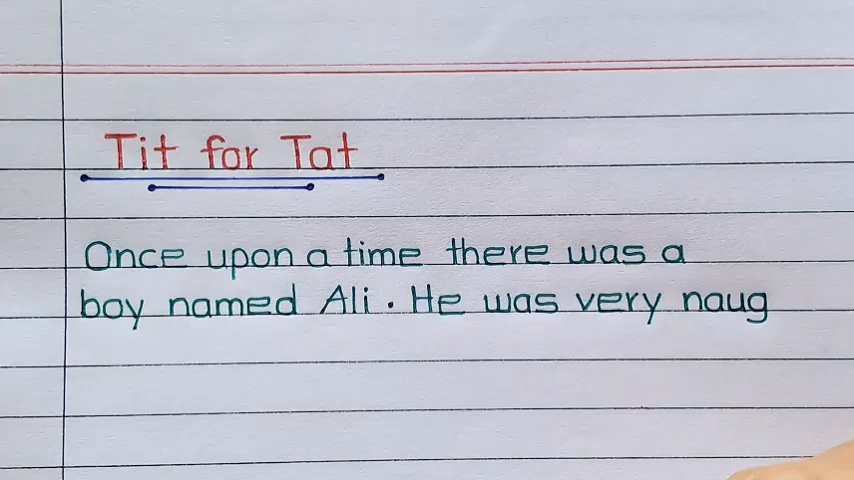 Tit for Tat
Once upon a time there was a
boy named Ali. He was very naug